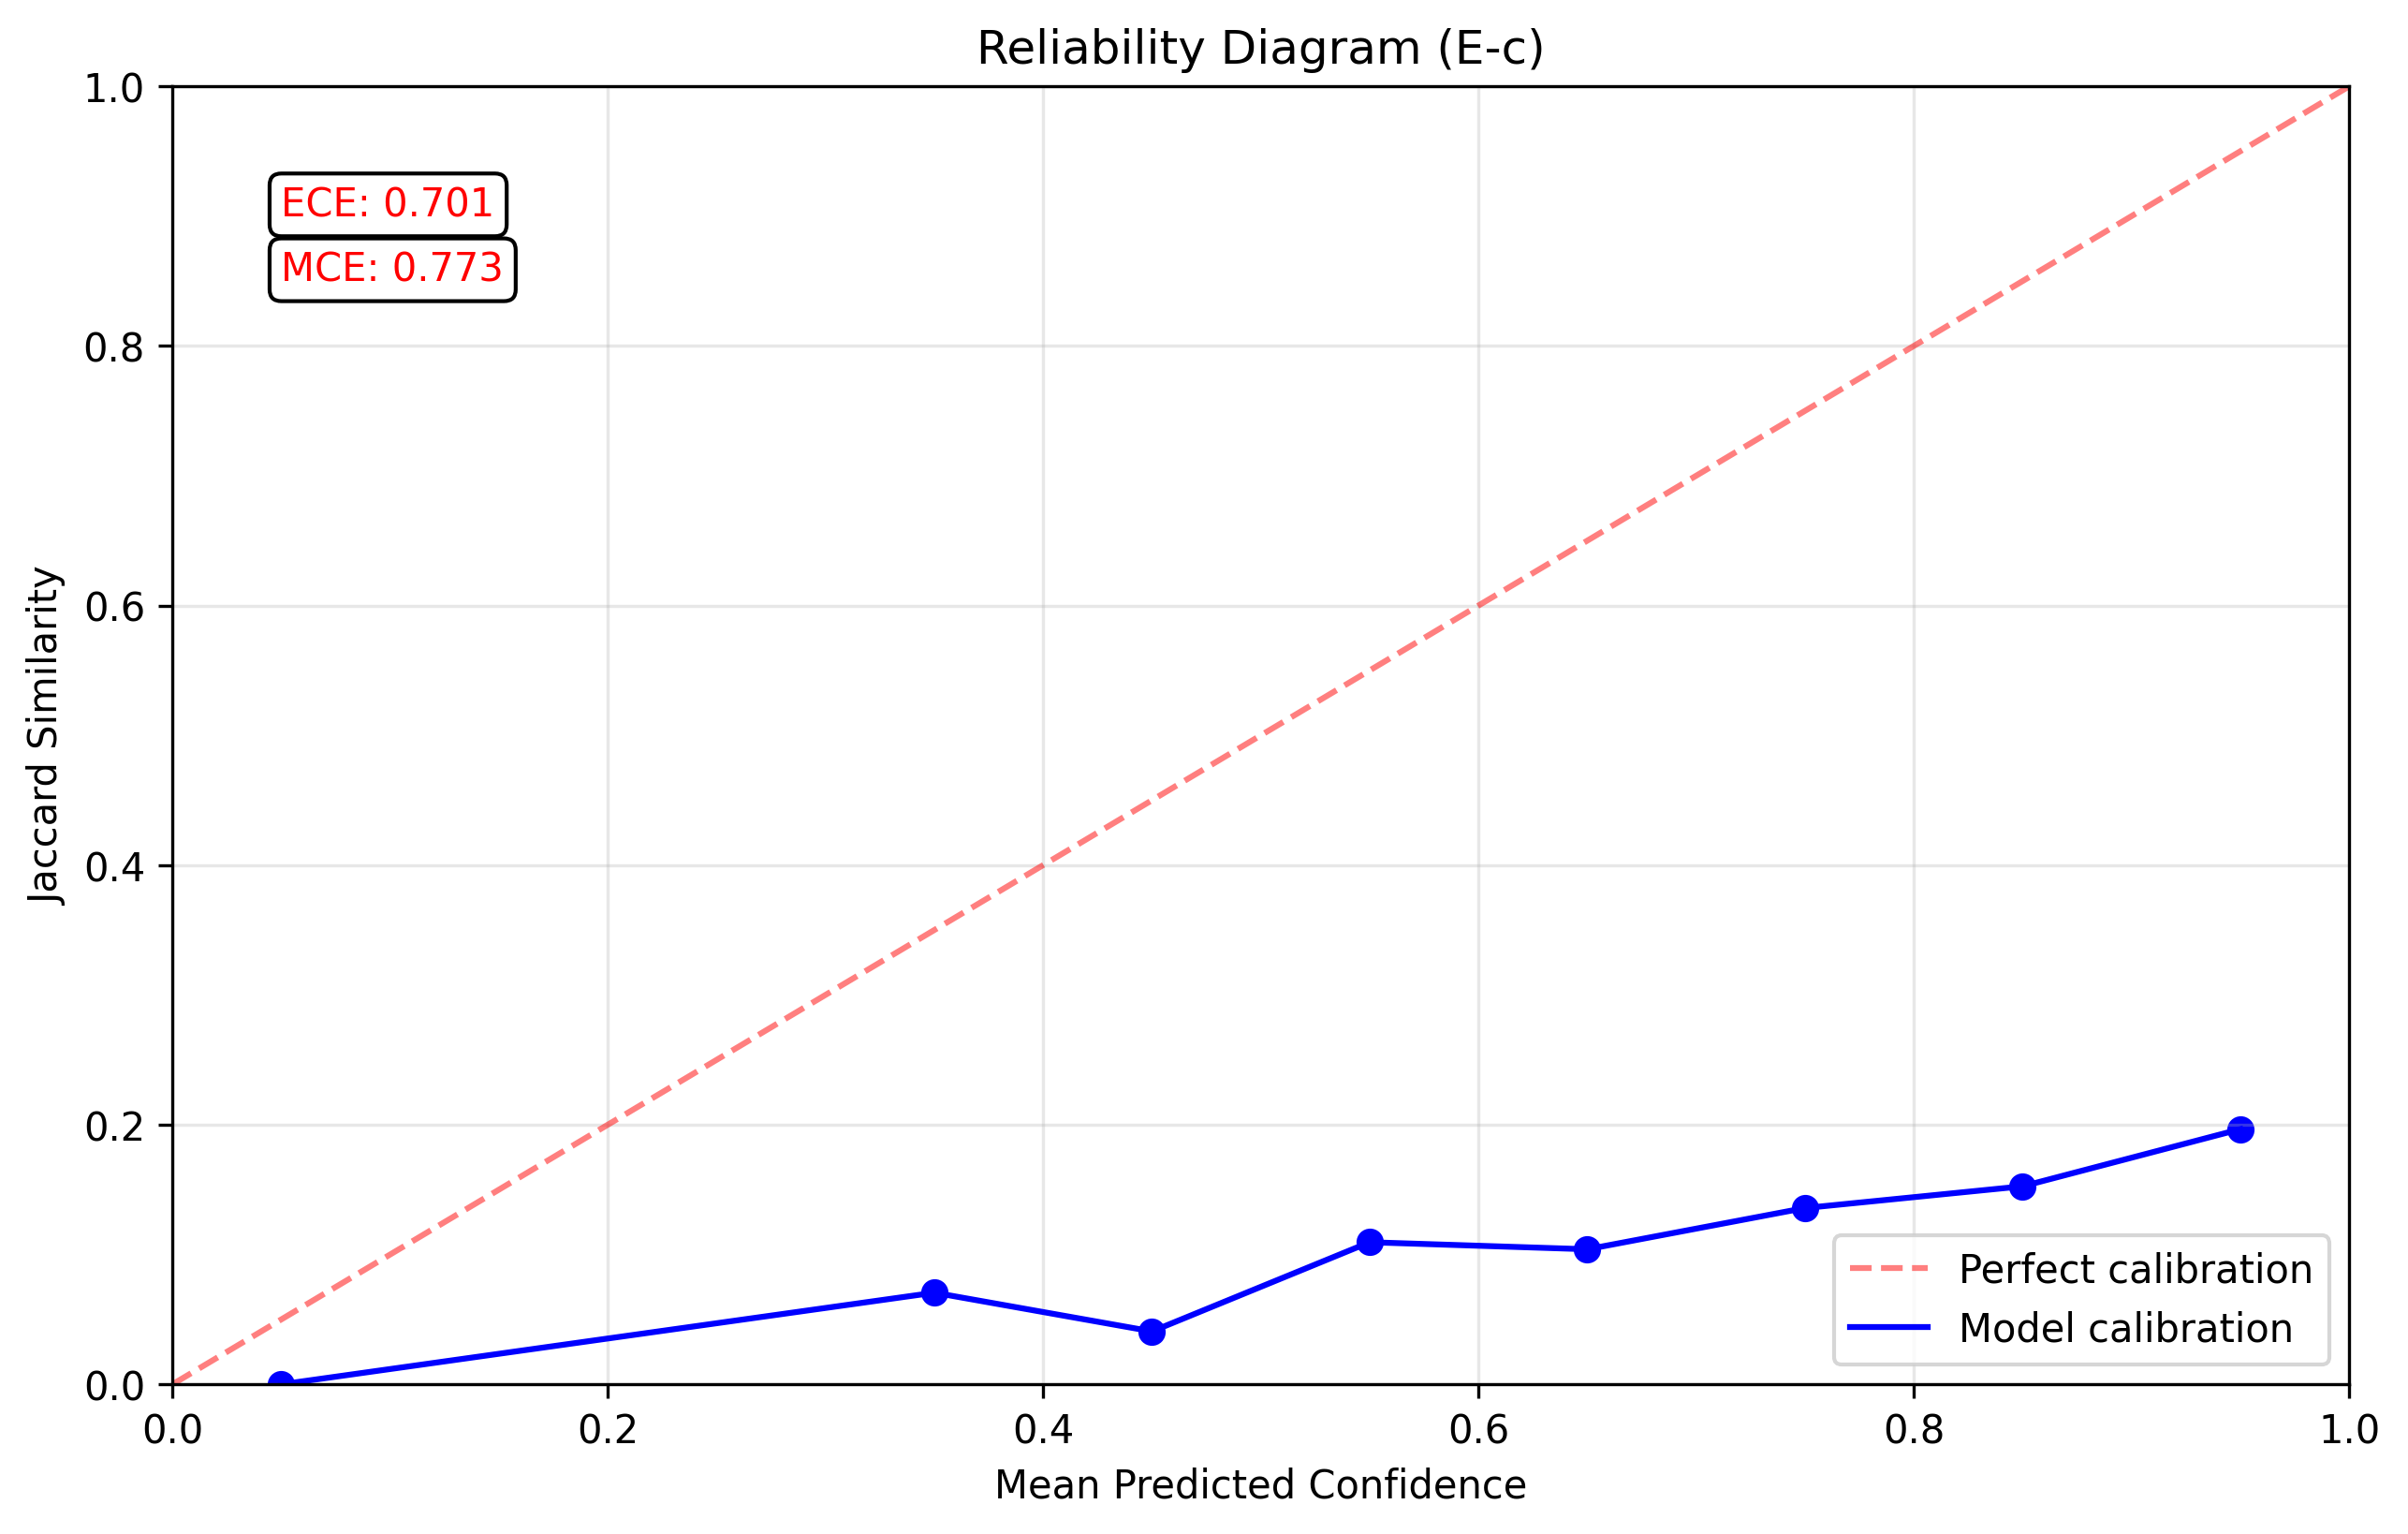 Reliability Diagram (E-c)
1.0
0.8
0.6
0.4
0.2
0.0
Jaccard Similarity
ECE: 0.701
MCE: 0.773
Perfect calibration
Model calibration
0.0 0.2 0.4 0.6 0.8 1.0
Mean Predicted Confidence